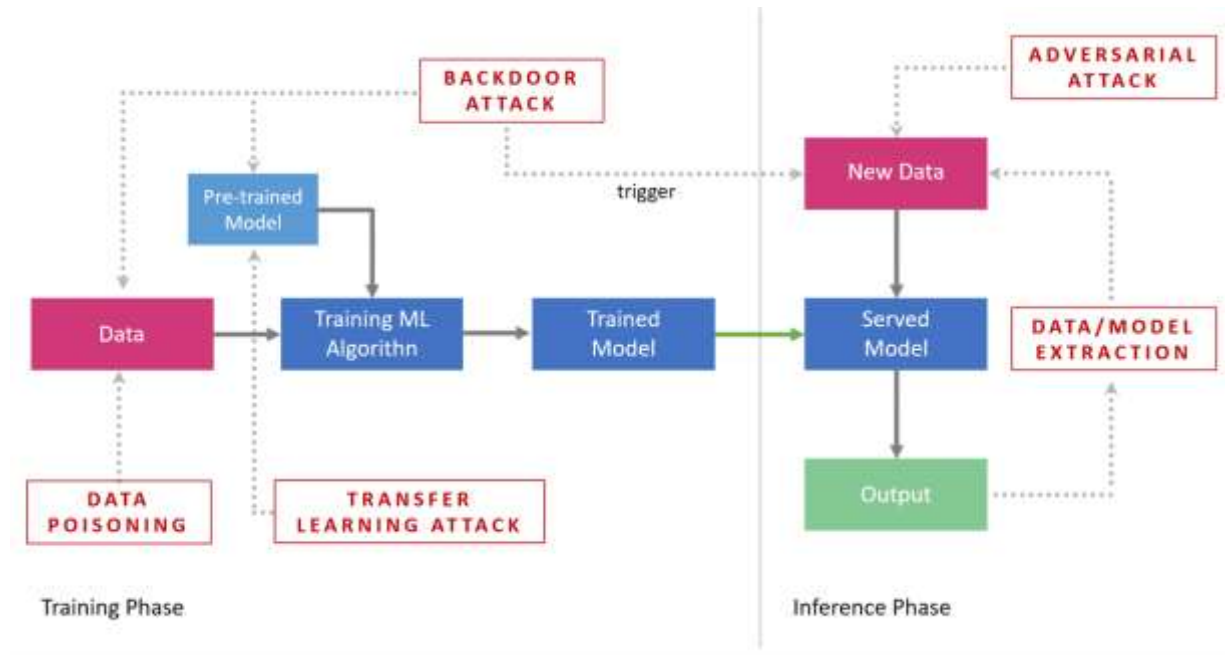 BACKDOOR
ATTACK
ADVERSARIAL
ATTACK
New Data
trigger
Pre-trained
Model
Data
Training ML
Algorithn
Trained
Model
Served
Model
DATA/MODEL
EXTRACTION
Output
DATA
POISONING
TRANSFER
LEARNING ATTACK
Training Phase
Inference Phase